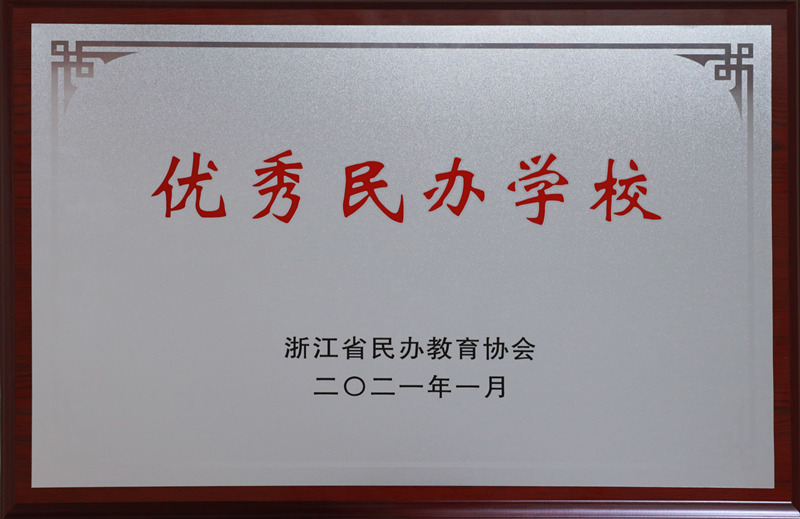 优秀民办学校
浙江省民办教育协会
二〇二一年一月